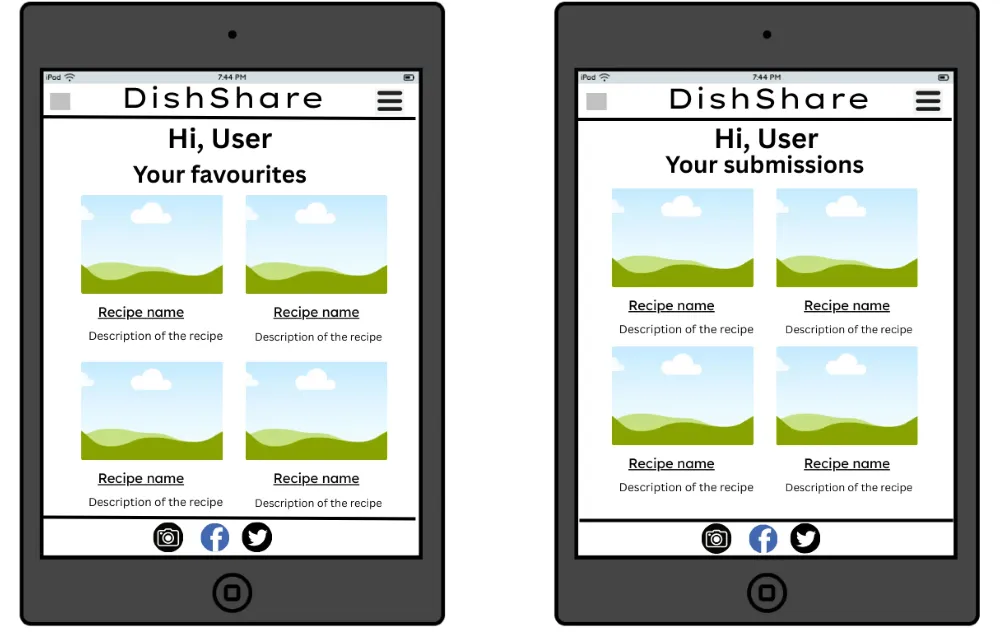 iPod 7:44 PM
DishShare
Hi, User
Your favourites
Recipe name Recipe name
Description of the recipe Description of the recipe
Recipe name Recipe name
Description of the recipe Description of the recipe
iPod 7:44 PM
DishShare
Hi, User
Your submissions
Recipe name Recipe name
Description of the recipe Description of the recipe
Recipe name Recipe name
Description of the recipe Description of the recipe